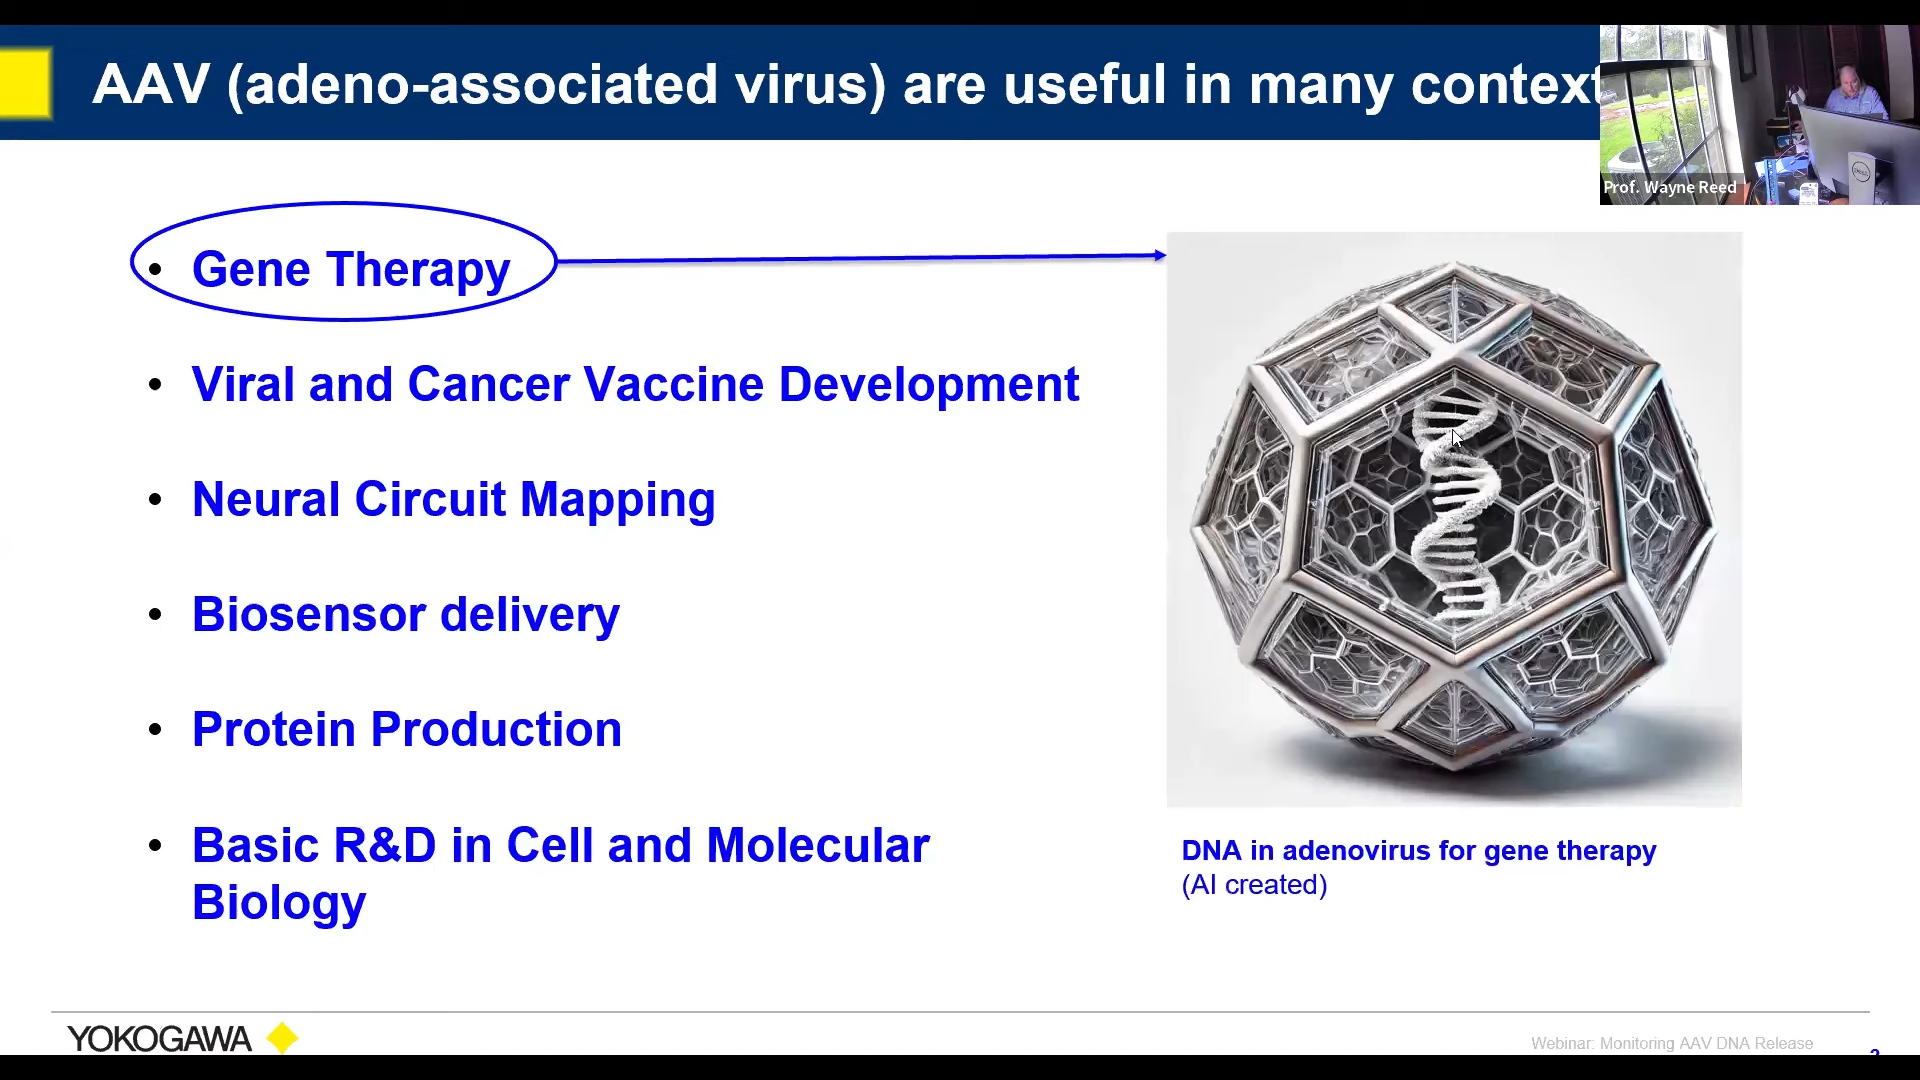 AAV (adeno-associated virus) are useful in many context
Prof. Wayne Reed
DELL
• Gene Therapy
• Viral and Cancer Vaccine Development
• Neural Circuit Mapping
• Biosensor delivery
• Protein Production
• Basic R&D in Cell and Molecular
Biology
DNA in adenovirus for gene therapy
(AI created)
YOKOGAWA
Webinar: Monitoring AAV DNA Release
2